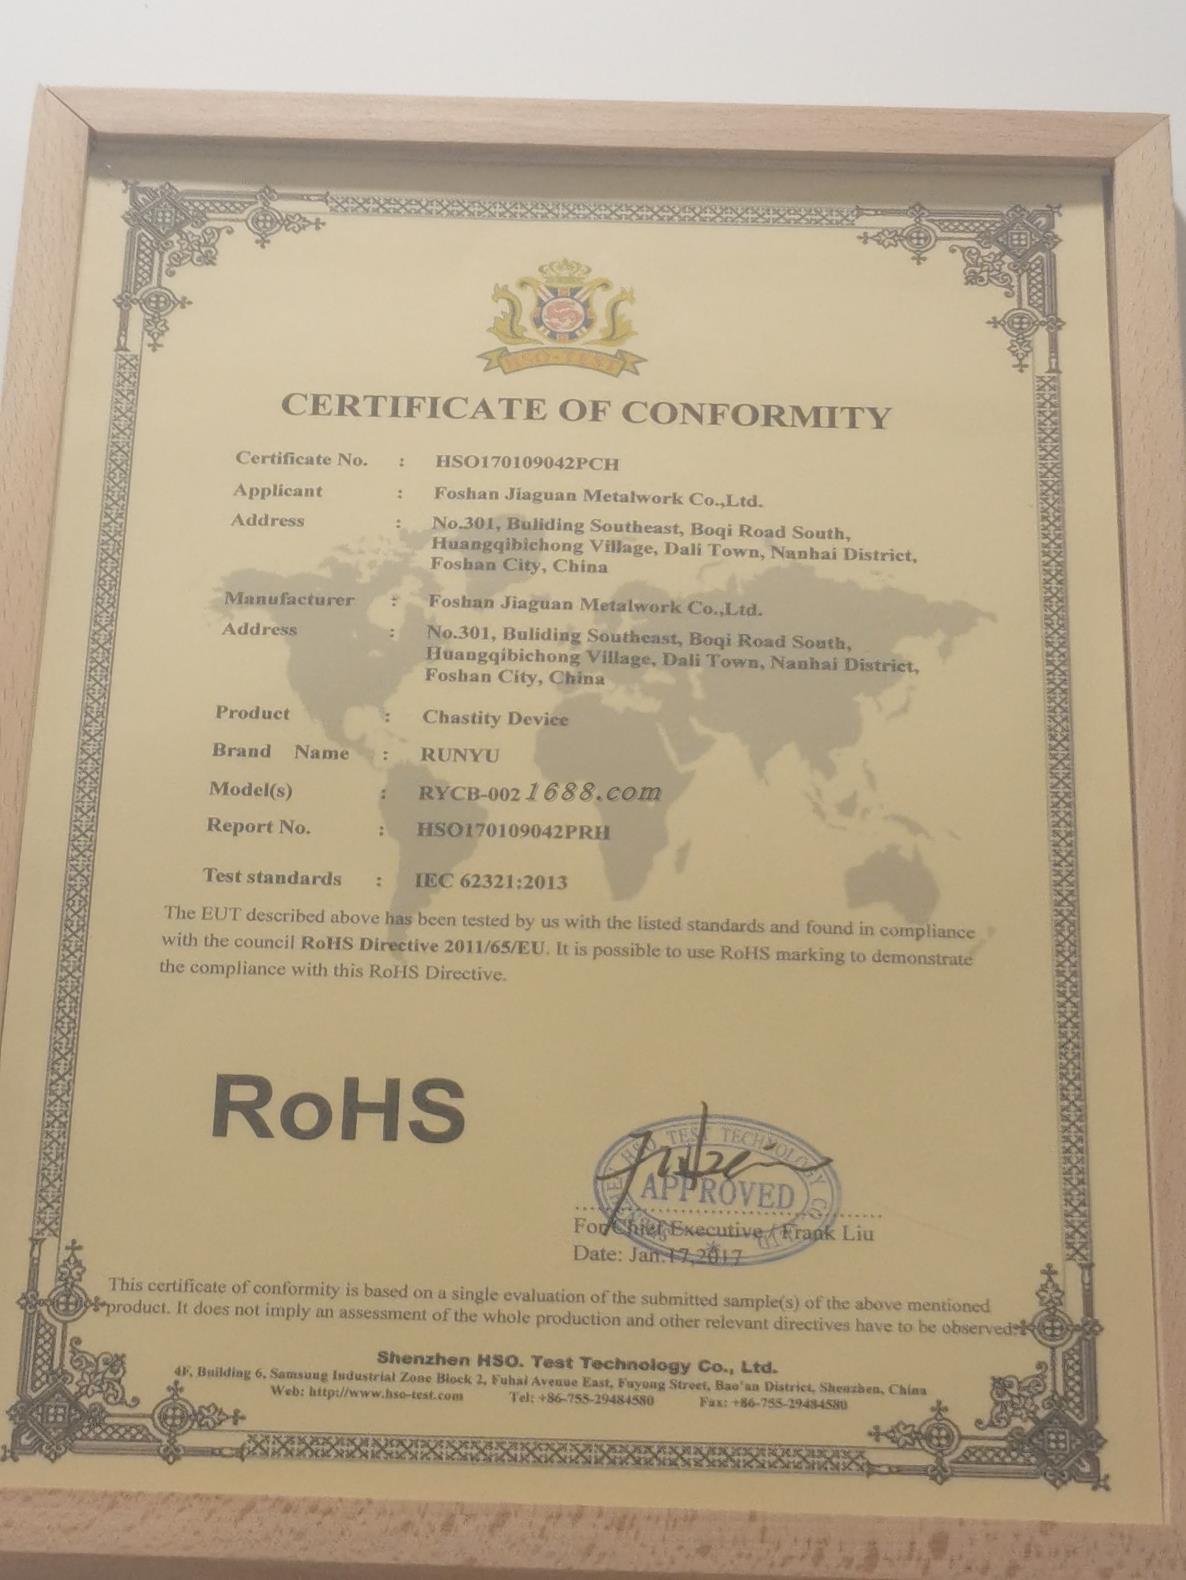 HSO-TEST
CERTIFICATE OF CONFORMITY
Certificate No. : HSO170109042PCH
Applicant : Foshan Jiaguan Metalwork Co.,Ltd.
Address : No.301, Buliding Southeast, Boqi Road South,
Huangqibichong Village, Dali Town, Nanhai District,
Foshan City, China
Manufacturer : Foshan Jiaguan Metalwork Co.,Ltd.
Address : No.301, Buliding Southeast, Boqi Road South,
Huangqibichong Village, Dali Town, Nanhai District,
Foshan City, China
Product : Chastity Device
Brand Name : RUNYU
Model(s) : RYCB-002 1688.com
Report No. : HSO170109042PRH
Test standards : IEC 62321:2013
The EUT described above has been tested by us with the listed standards and found in compliance
with the council RoHS Directive 2011/65/EU. It is possible to use RoHS marking to demonstrate
the compliance with this RoHS Directive.
RoHS
HSO TEST TECHNOLOGY CO
APPROVED
For Chief Executive / Frank Liu
Date: Jan.17,2017
This certificate of conformity is based on a single evaluation of the submitted sample(s) of the above mentioned
product. It does not imply an assessment of the whole production and other relevant directives have to be observed.
Shenzhen HSO. Test Technology Co., Ltd.
4F, Building 6, Samsung Industrial Zone Block 2, Fuhai Avenue East, Fuyong Street, Bao'an District, Shenzhen, China
Web: http://www.hso-test.com Tel: +86-755-29484580 Fax: +86-755-29484580